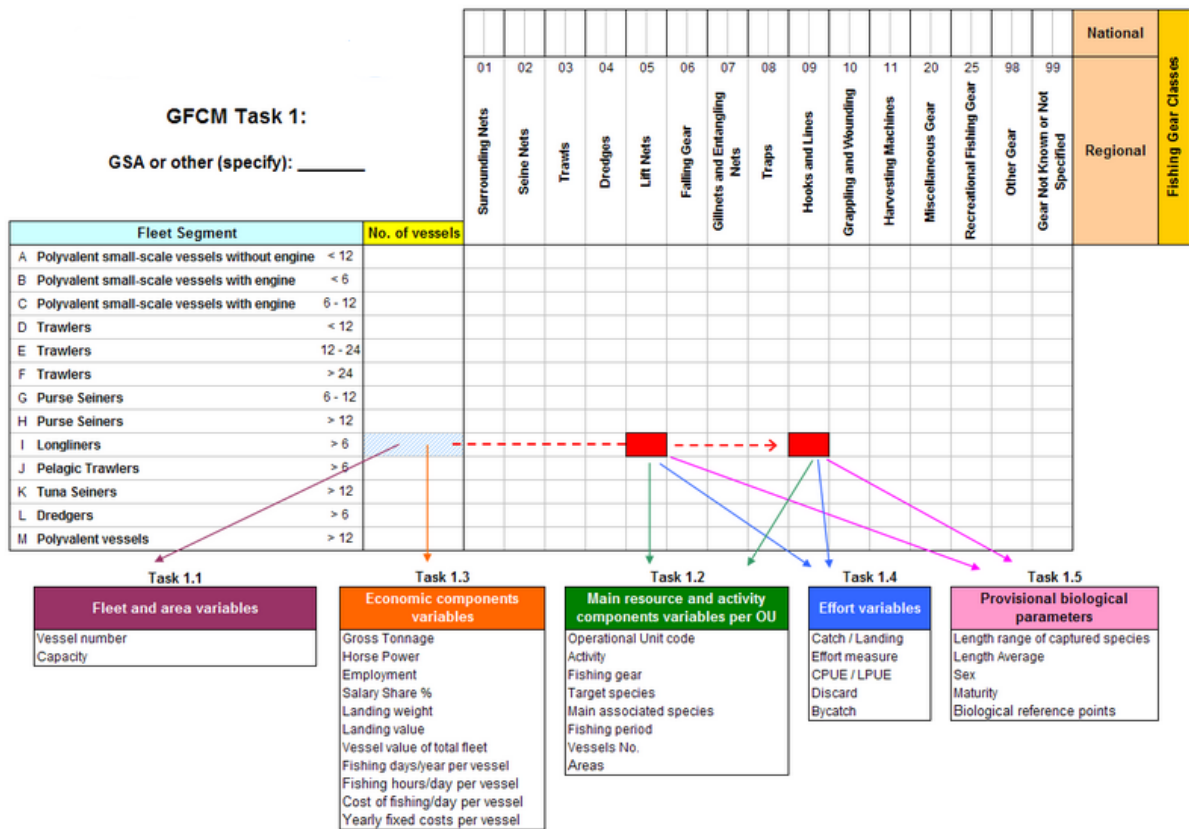 National
01 02 03 04 05 06 07 08 09 10 11 20 25 98 99
Regional
Fishing Gear Classes
Surrounding Nets
Seine Nets
Trawls
Dredges
Lift Nets
Falling Gear
Gillnets and Entangling
Nets
Traps
Hooks and Lines
Grappling and Wounding
Harvesting Machines
Miscellaneous Gear
Recreational Fishing Gear
Other Gear
Gear Not Known or Not
Specified
GFCM Task 1:
GSA or other (specify): ______
Fleet Segment No. of vessels
A Polyvalent small-scale vessels without engine < 12
B Polyvalent small-scale vessels with engine < 6
C Polyvalent small-scale vessels with engine 6 - 12
D Trawlers < 12
E Trawlers 12 - 24
F Trawlers > 24
G Purse Seiners 6 - 12
H Purse Seiners > 12
I Longliners > 6
J Pelagic Trawlers > 6
K Tuna Seiners > 12
L Dredgers > 6
M Polyvalent vessels > 12
Task 1.1
Fleet and area variables
Vessel number
Capacity
Task 1.3
Economic components
variables
Gross Tonnage
Horse Power
Employment
Salary Share %
Landing weight
Landing value
Vessel value of total fleet
Fishing days/year per vessel
Fishing hours/day per vessel
Cost of fishing/day per vessel
Yearly fixed costs per vessel
Task 1.2
Main resource and activity
components variables per OU
Operational Unit code
Activity
Fishing gear
Target species
Main associated species
Fishing period
Vessels No.
Areas
Task 1.4
Effort variables
Catch / Landing
Effort measure
CPUE / LPUE
Discard
Bycatch
Task 1.5
Provisional biological
parameters
Length range of captured species
Length Average
Sex
Maturity
Biological reference points